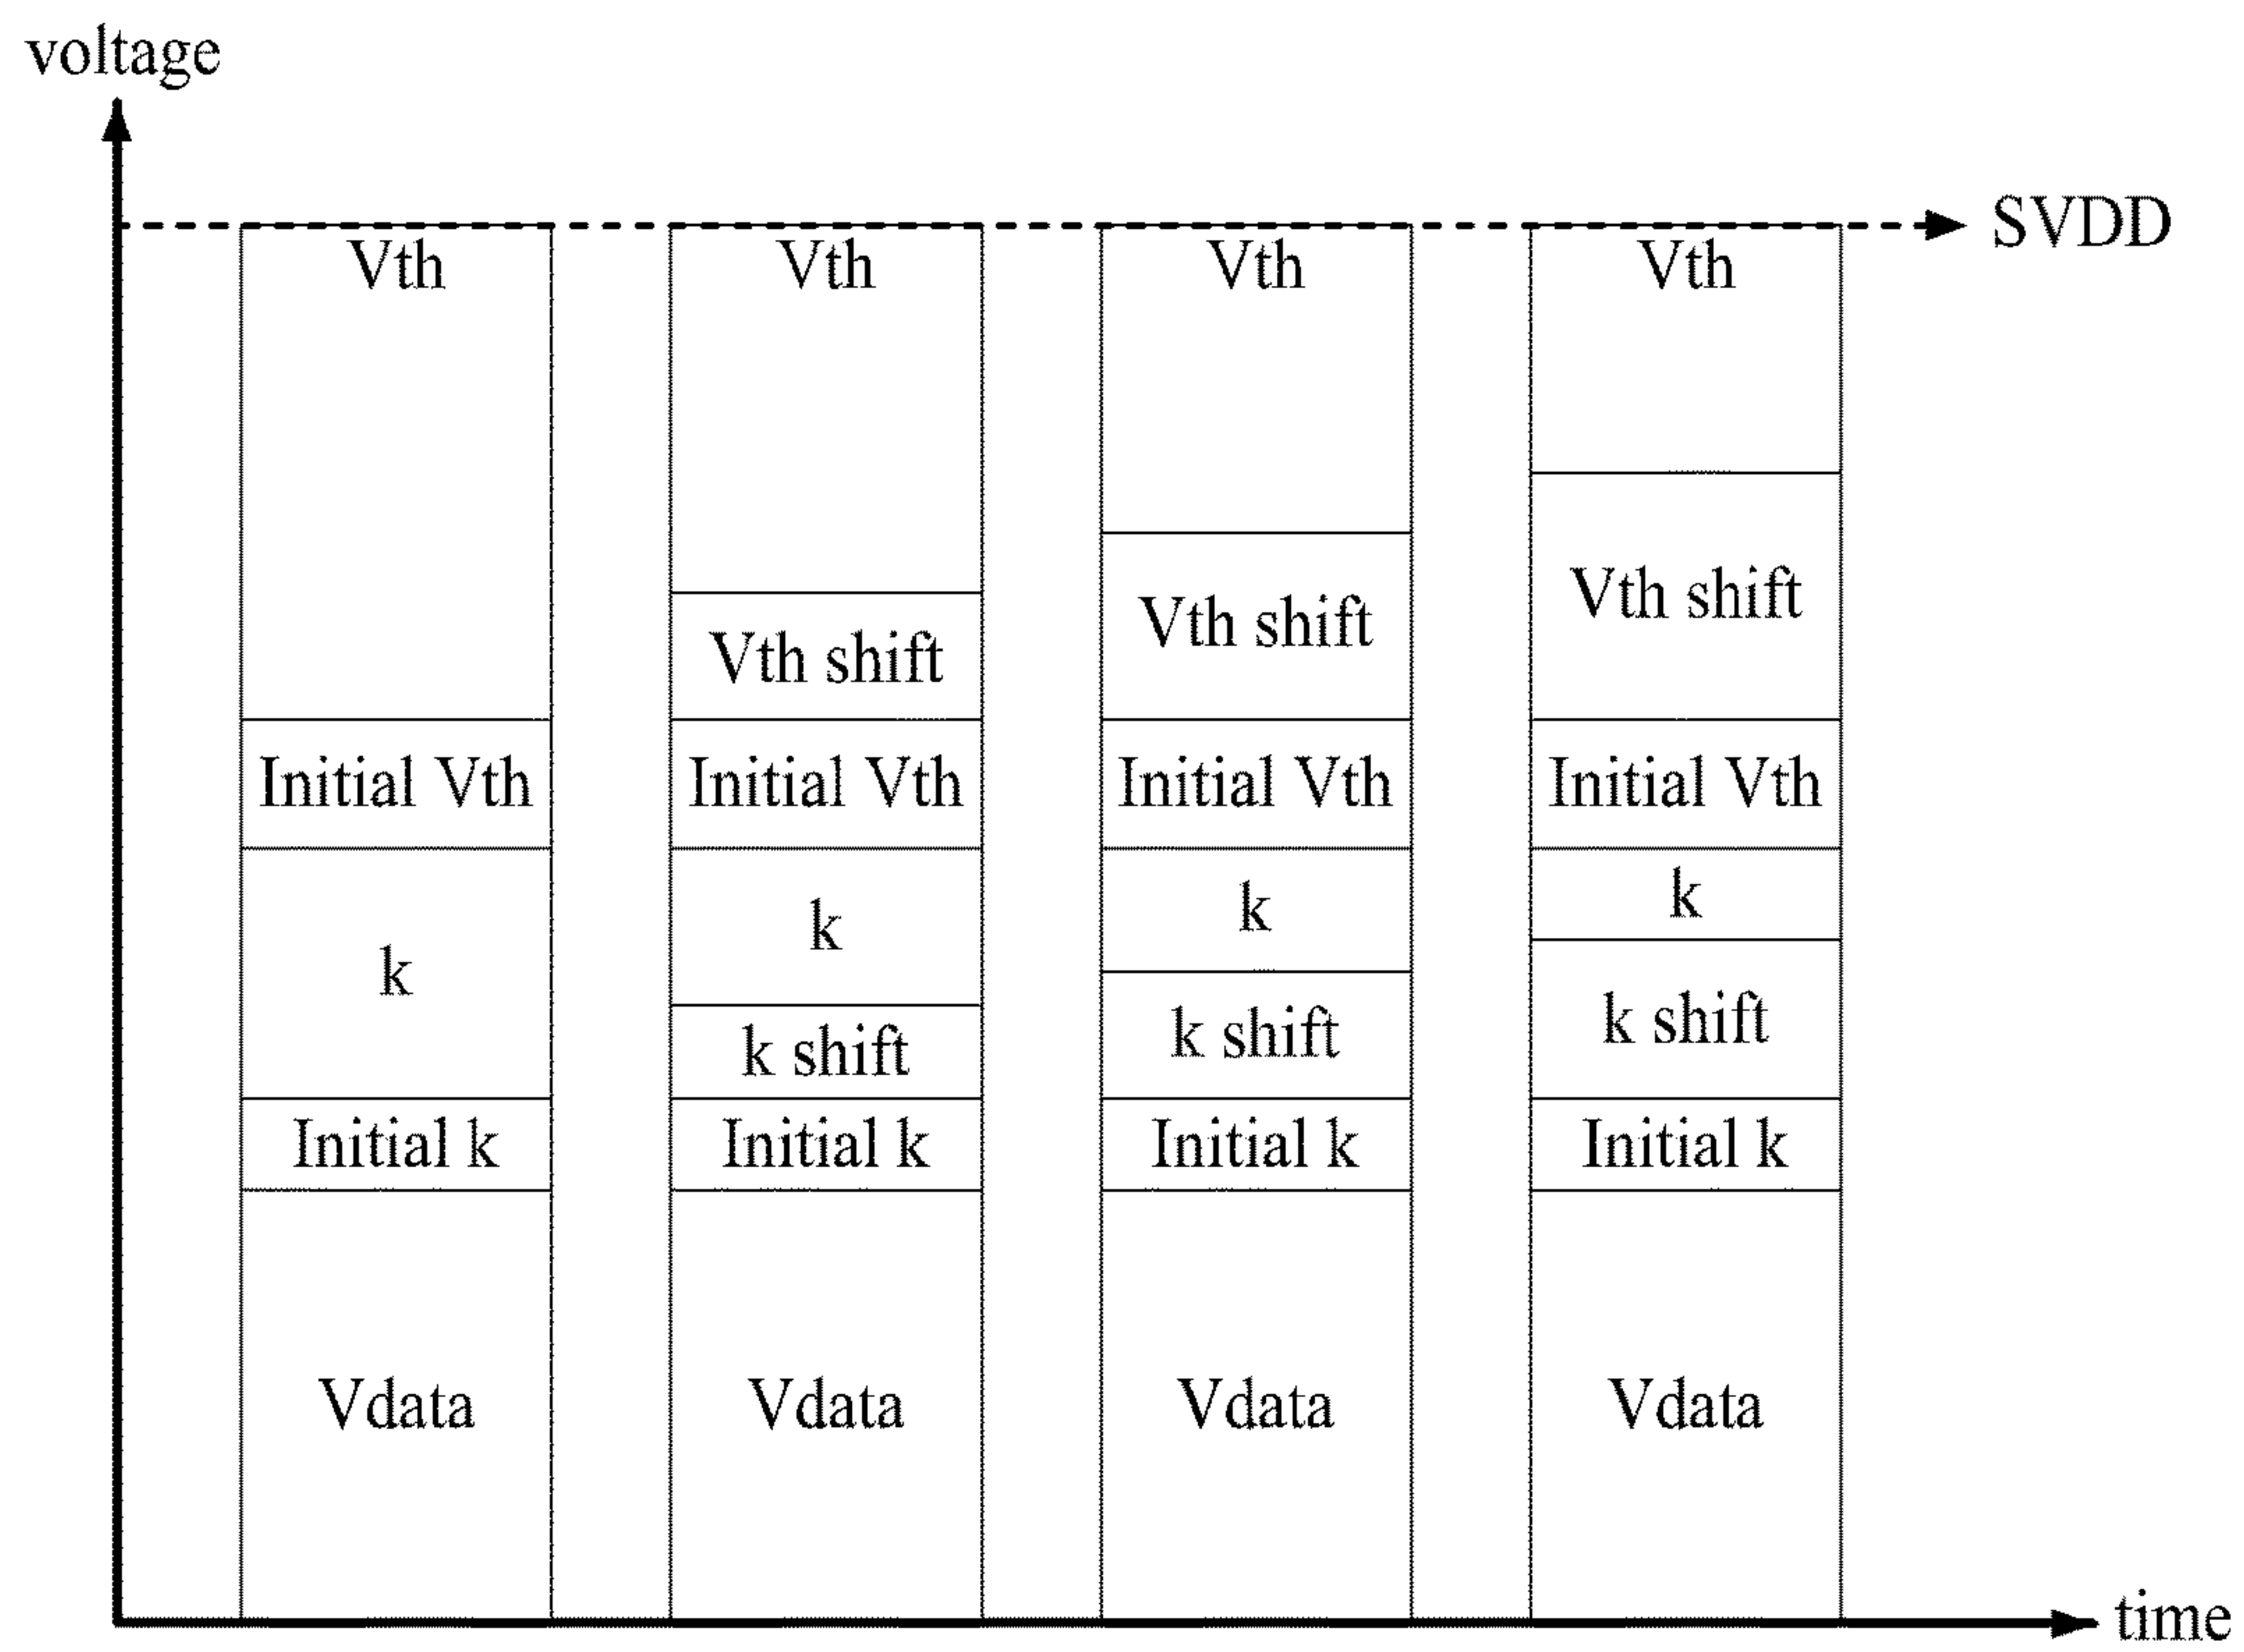 voltage
SVDD
Vth
Vth
Vth
Vth
Vth shift
Vth shift
Vth shift
Initial Vth
Initial Vth
Initial Vth
Initial Vth
k
k
k
k
k shift
k shift
k shift
Initial k
Initial k
Initial k
Initial k
Vdata
Vdata
Vdata
Vdata
time